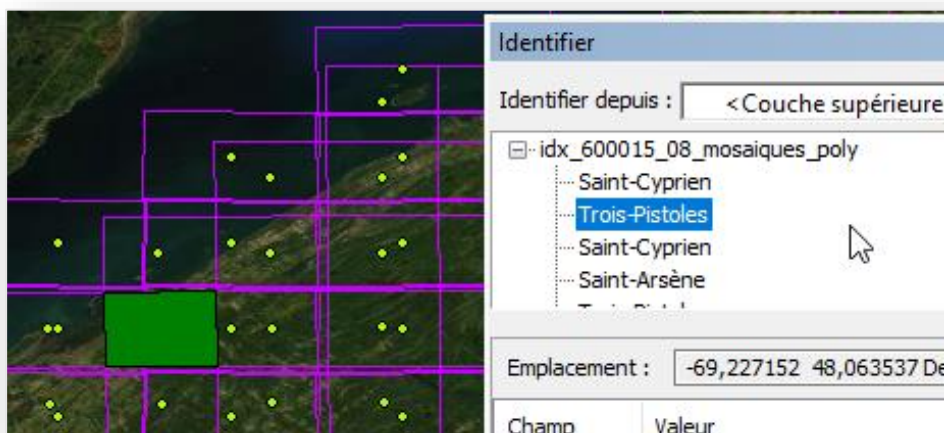 Identifier
Identifier depuis : <Couche supérieure
idx_600015_08_mosaiques_poly
Saint-Cyprien
Trois-Pistoles
Saint-Cyprien
Saint-Arsène
Emplacement : -69,227152 48,063537 De
Champ Valeur